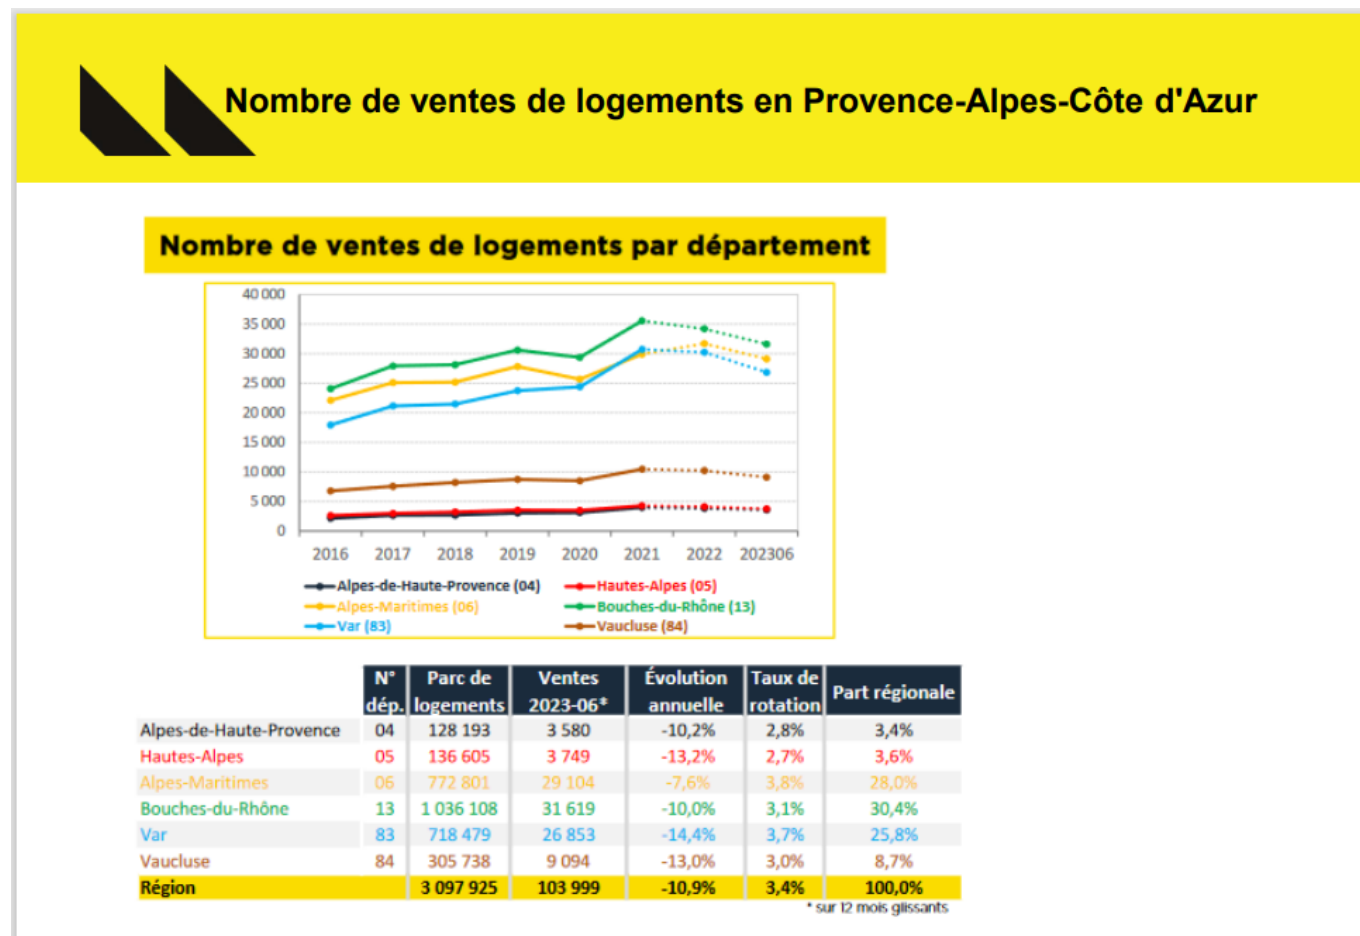 Nombre de ventes de logements en Provence-Alpes-Côte d'Azur
Nombre de ventes de logements par département
40 000
35 000
30 000
25 000
20 000
15 000
10 000
5 000
0
2016 2017 2018 2019 2020 2021 2022 202306
Alpes-de-Haute-Provence (04) Hautes-Alpes (05)
Alpes-Maritimes (06) Bouches-du-Rhône (13)
Var (83) Vaucluse (84)
N° dép. Parc de logements Ventes 2023-06* Évolution annuelle Taux de rotation Part régionale
Alpes-de-Haute-Provence 04 128 193 3 580 -10,2% 2,8% 3,4%
Hautes-Alpes 05 136 605 3 749 -13,2% 2,7% 3,6%
Alpes-Maritimes 06 772 801 29 104 -7,6% 3,8% 28,0%
Bouches-du-Rhône 13 1 036 108 31 619 -10,0% 3,1% 30,4%
Var 83 718 479 26 853 -14,4% 3,7% 25,8%
Vaucluse 84 305 738 9 094 -13,0% 3,0% 8,7%
Région 3 097 925 103 999 -10,9% 3,4% 100,0%
* sur 12 mois glissants